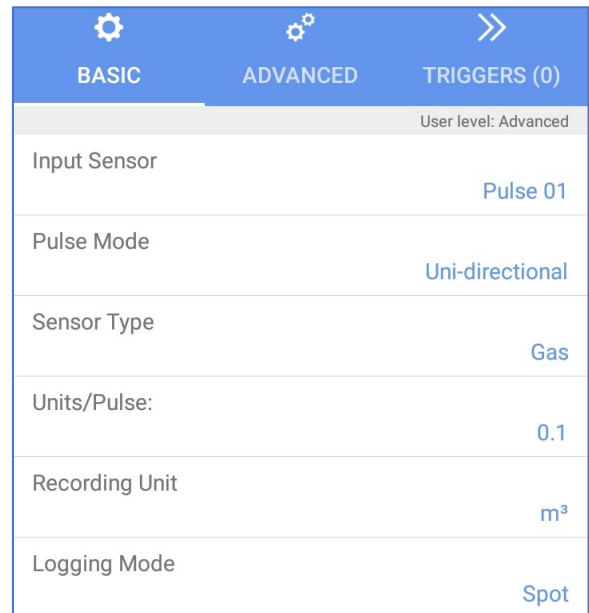 BASIC ADVANCED TRIGGERS (0)
User level: Advanced
Input Sensor
Pulse 01
Pulse Mode
Uni-directional
Sensor Type
Gas
Units/Pulse:
0.1
Recording Unit
m³
Logging Mode
Spot